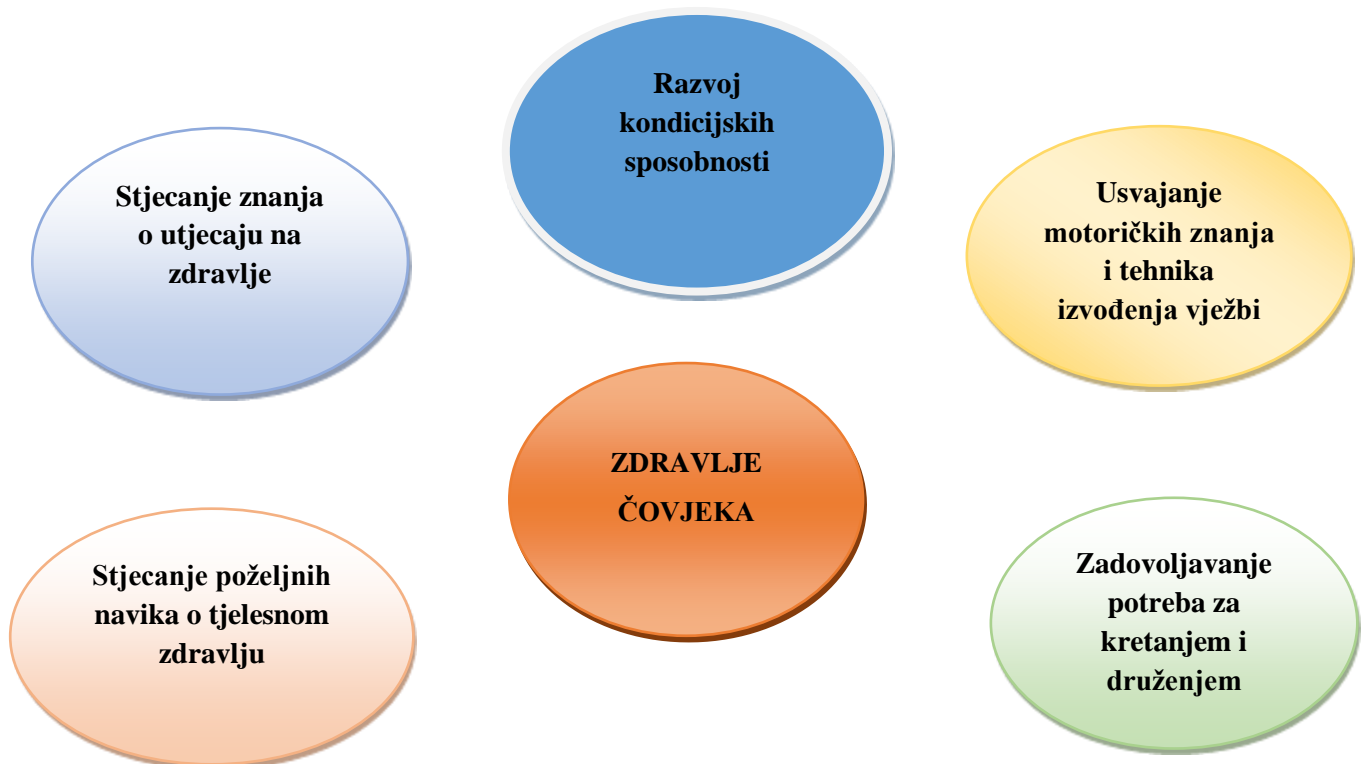 Razvoj
kondicijskih
sposobnosti
Stjecanje znanja
o utjecaju na
zdravlje
Usvajanje
motoričkih znanja
i tehnika
izvođenja vježbi
ZDRAVLJE
ČOVJEKA
Stjecanje poželjnih
navika o tjelesnom
zdravlju
Zadovoljavanje
potreba za
kretanjem i
druženjem